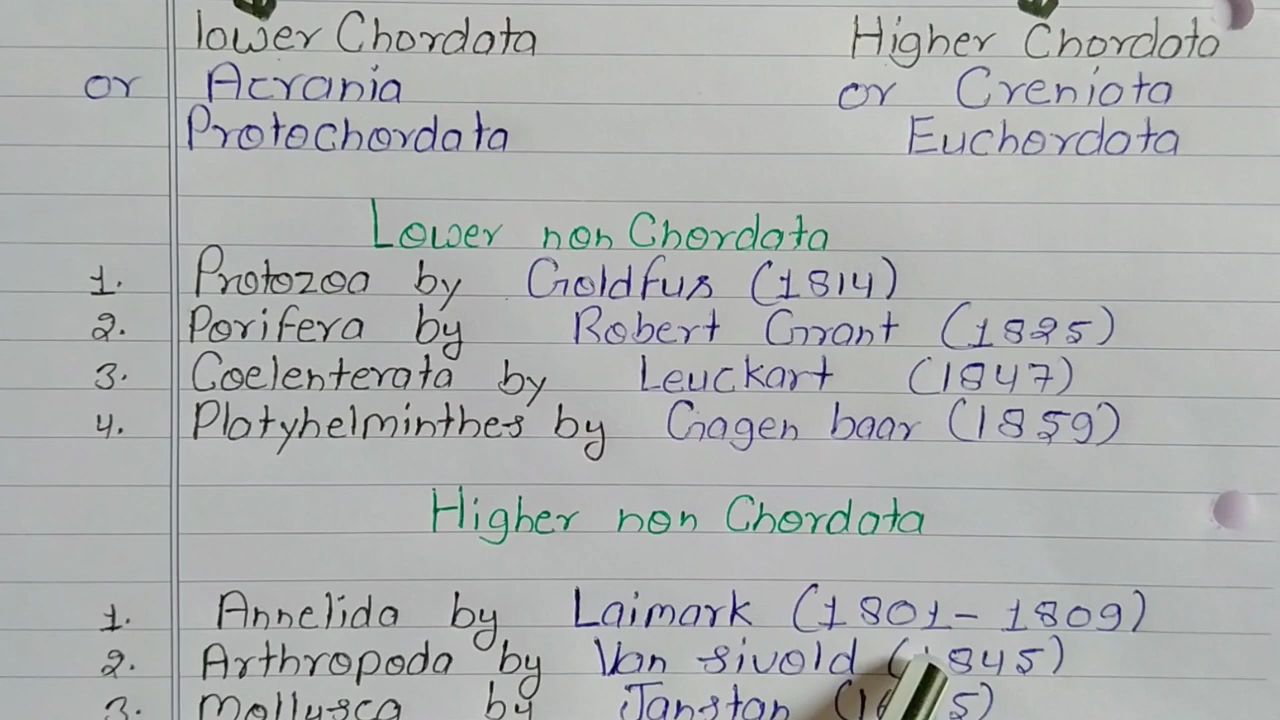 lower Chordata Higher Chordata
or Acrania or Creniota
Protochordata Euchordata
Lower non Chordata
1. Protozoa by Goldfus (1814)
2. Porifera by Robert Grant (1825)
3. Coelenterata by Leuckart (1847)
4. Platyhelminthes by Gagen baar (1859)
Higher non Chordata
1. Annelida by Laimark (1801-1809)
2. Arthropoda by Van sivold (1845)
3. Mollusca by Janstan